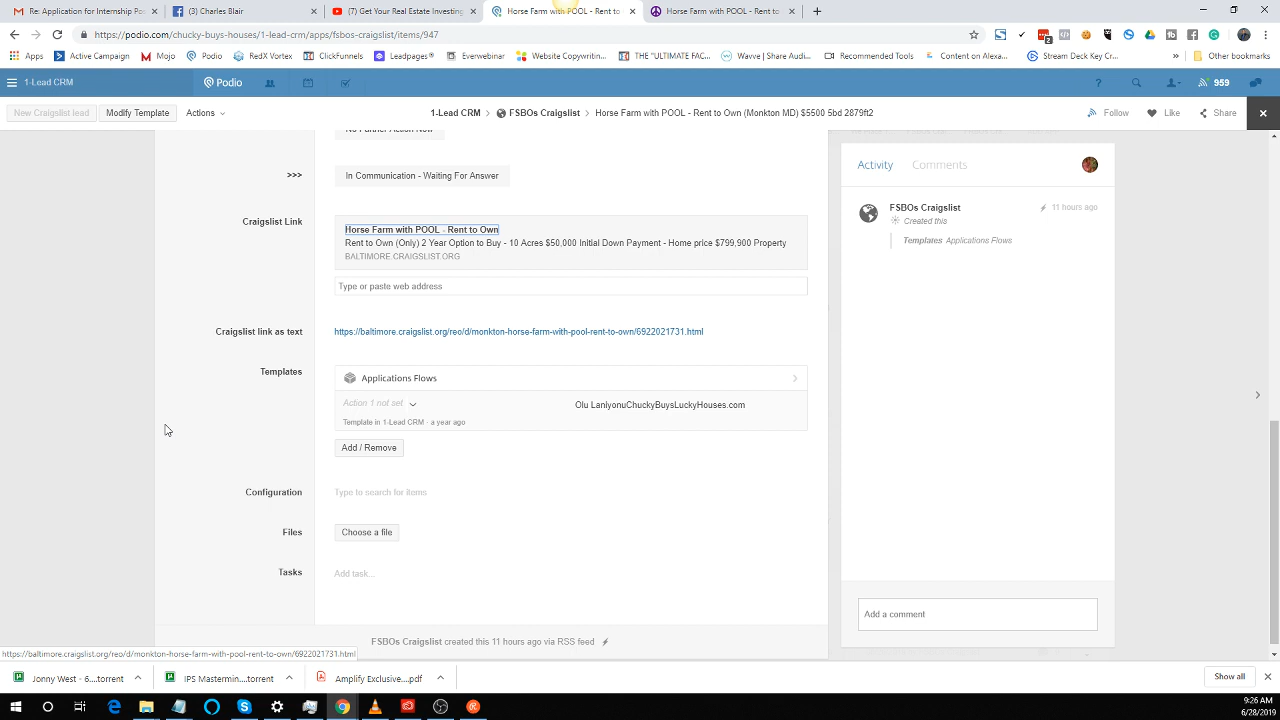 Re: Application for Internship Po
(3) Charles Blair
(7) Get Your Real Estate Investing
Horse Farm with POOL - Rent to
Horse Farm with POOL - Rent to
https://podio.com/chucky-buys-houses/1-lead-crm/apps/fsbos-craigslist/items/947
Apps
Active Campaign
Mojo
Project X
RedX Vortex
ClickFunnels
Leadpages®
Eversion8
Website Copywriting...
THE "ULTIMATE FAC...
Wavve | Share Audi...
Stream Deck Key Cr...
Content on Alexa...
Other bookmarks
1-Lead CRM
Podio
959
New Craigslist lead
Modify Template
Actions
1-Lead CRM
FSBOs Craigslist
Horse Farm with POOL - Rent to Own (Monkton MD) $5500 5bd 2879ft2
Follow
Like
Share
No Partner Action Now
>>> In Communication - Waiting For Answer
Craigslist Link
Horse Farm with POOL - Rent to Own
Rent to Own (Only) 2 Year Option to Buy - 10 Acres $50,000 Initial Down Payment - Home price $799,900 Property
BALTIMORE.CRAIGSLIST.ORG
Type or paste web address
Craigslist link as text
https://baltimore.craigslist.org/reo/d/monkton-horse-farm-with-pool-rent-to-own/6922021731.html
Templates
Applications Flows
Action 1 not set
Olu LaniyonuChuckyBuysLuckyHouses.com
Template in 1-Lead CRM - a year ago
Add / Remove
Configuration
Type to search for items
Files
Choose a file
Tasks
Add task...
FSBOs Craigslist created this 11 hours ago via RSS feed
Activity
Comments
FSBOs Craigslist
11 hours ago
Created this
Templates Applications Flows
Add a comment
https://baltimore.craigslist.org/reo/d/monkton-horse-farm-with-pool-rent-to-own/6922021731.html
Jonny West - 6....torrent
IPS Mastermin...torrent
Amplify Exclusive....pdf
Show all
9:26 AM
6/28/2019